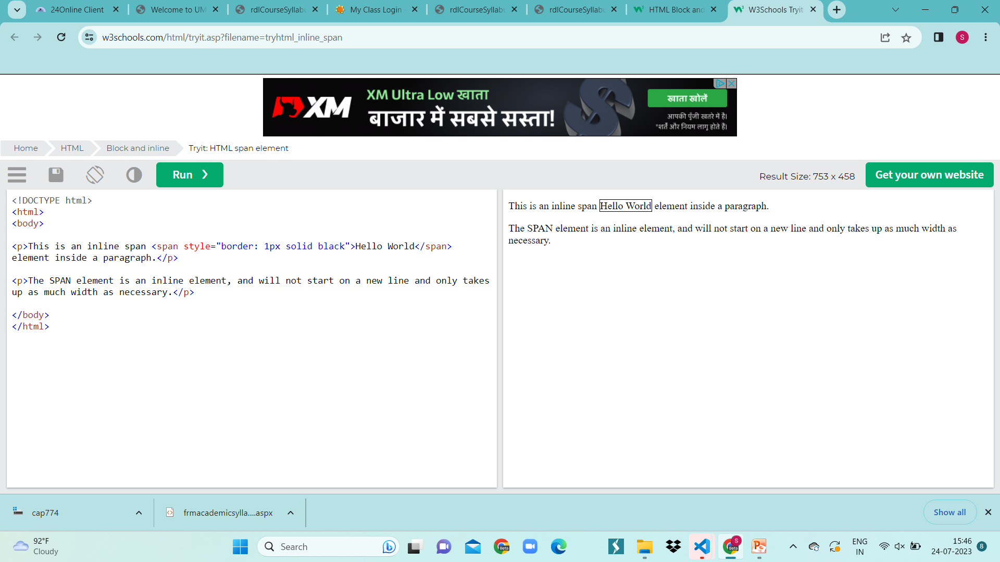 24Online Client
Welcome to UM
rdlCourseSyllabu
My Class Login -
rdlCourseSyllabu
rdlCourseSyllabu
HTML Block and
W3Schools Tryit
w3schools.com/html/tryit.asp?filename=tryhtml_inline_span
S
XM
XM Ultra Low खाता
बाजार में सबसे सस्ता!
खाता खोलें
आपकी पूँजी खतरे में है।
*शर्तें और नियम लागू होते हैं।
Home
HTML
Block and inline
Tryit: HTML span element
Run ❯
Result Size: 753 x 458
Get your own website
<!DOCTYPE html>
<html>
<body>
<p>This is an inline span <span style="border: 1px solid black">Hello World</span>
element inside a paragraph.</p>
<p>The SPAN element is an inline element, and will not start on a new line and only takes
up as much width as necessary.</p>
</body>
</html>
This is an inline span Hello World element inside a paragraph.
The SPAN element is an inline element, and will not start on a new line and only takes up as much width as
necessary.
cap774
frmacademicsylla....aspx
Show all
92°F
Cloudy
Search
Beta
S
Beta
ENG
IN
15:46
24-07-2023
8